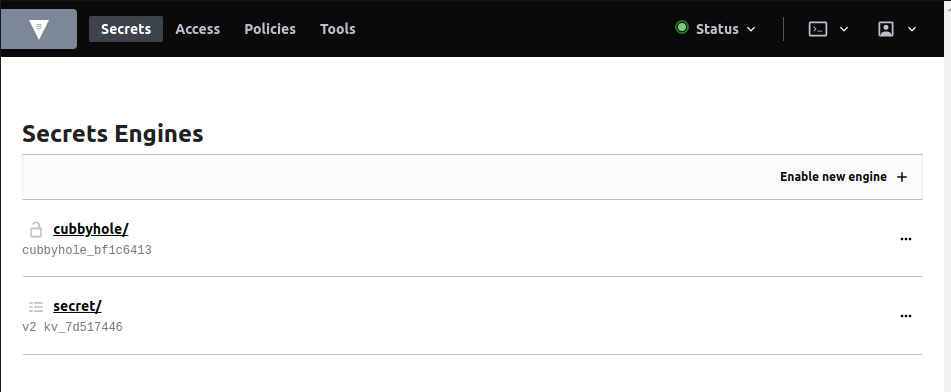 Secrets Access Policies Tools Status
Secrets Engines
Enable new engine
cubbyhole/
cubbyhole_bf1c6413
secret/
v2 kv_7d517446